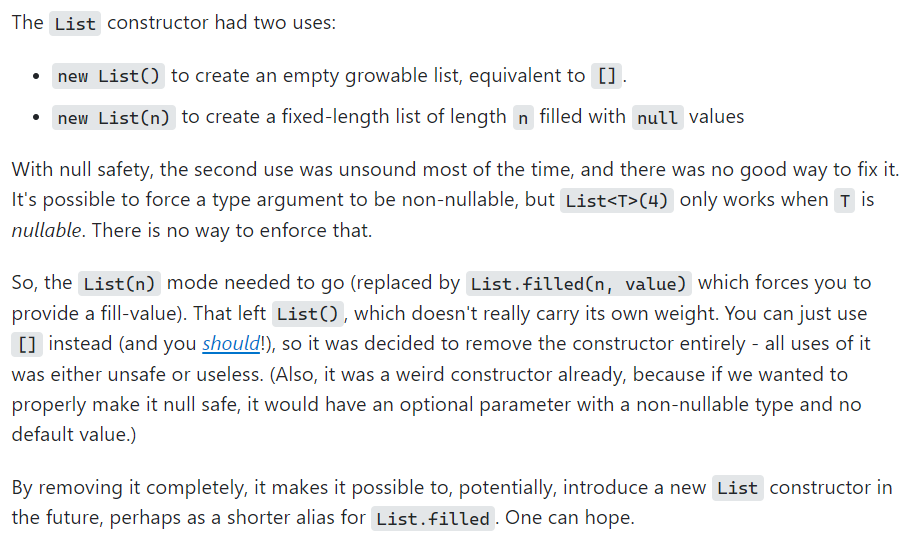 The List constructor had two uses:
• new List() to create an empty growable list, equivalent to [].
• new List(n) to create a fixed-length list of length n filled with null values
With null safety, the second use was unsound most of the time, and there was no good way to fix it.
It's possible to force a type argument to be non-nullable, but List<T>(4) only works when T is
nullable. There is no way to enforce that.
So, the List(n) mode needed to go (replaced by List.filled(n, value) which forces you to
provide a fill-value). That left List(), which doesn't really carry its own weight. You can just use
[] instead (and you should!), so it was decided to remove the constructor entirely - all uses of it
was either unsafe or useless. (Also, it was a weird constructor already, because if we wanted to
properly make it null safe, it would have an optional parameter with a non-nullable type and no
default value.)
By removing it completely, it makes it possible to, potentially, introduce a new List constructor in
the future, perhaps as a shorter alias for List.filled. One can hope.